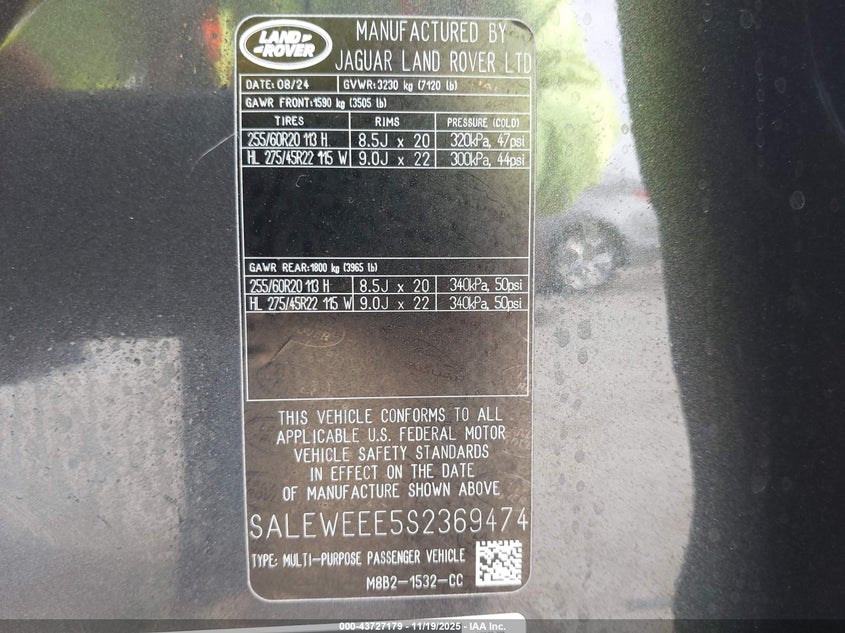 LAND ROVER
MANUFACTURED BY
JAGUAR LAND ROVER LTD
DATE: 08/24 GVWR: 3230 kg (7120 lb)
GAWR FRONT: 1590 kg (3505 lb)
TIRES RIMS PRESSURE (COLD)
255/60R20 113 H 8.5J x 20 320kPa, 47psi
HL 275/45R22 115 W 9.0J x 22 300kPa, 44psi
GAWR REAR: 1800 kg (3965 lb)
255/60R20 113 H 8.5J x 20 340kPa, 50psi
HL 275/45R22 115 W 9.0J x 22 340kPa, 50psi
THIS VEHICLE CONFORMS TO ALL
APPLICABLE U.S. FEDERAL MOTOR
VEHICLE SAFETY STANDARDS
IN EFFECT ON THE DATE
OF MANUFACTURE SHOWN ABOVE
SALEWEEE5S2369474
TYPE: MULTI-PURPOSE PASSENGER VEHICLE
M8B2-1532-CC
000-43727179 - 11/19/2025 - IAA Inc.